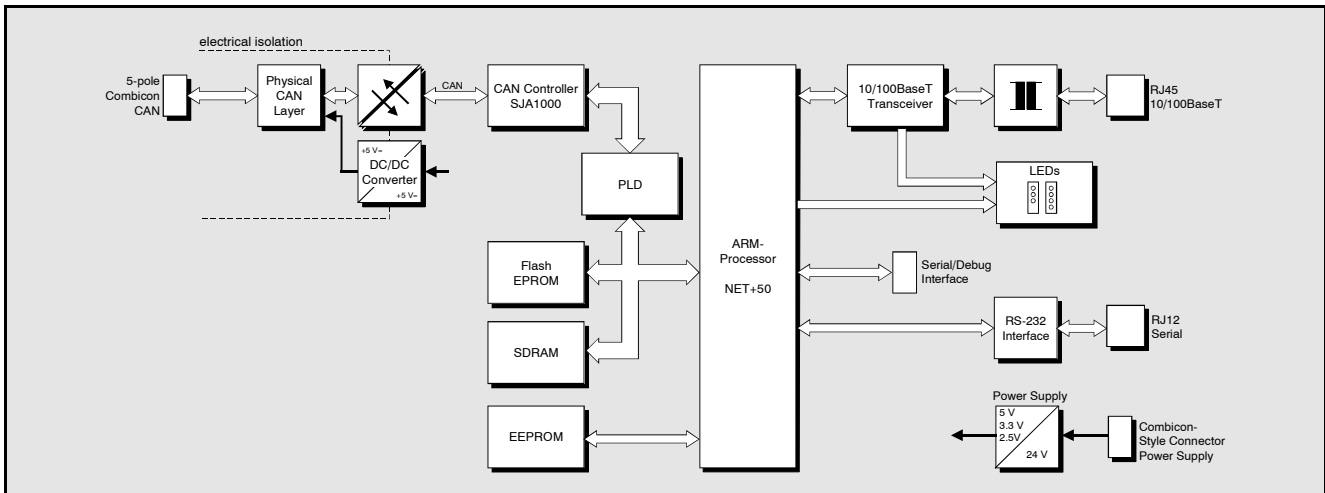 electrical isolation
5-pole
Combicon
CAN
Physical
CAN
Layer
CAN
CAN Controller
SJA1000
+5 V=
DC/DC
Converter
+5 V=
PLD
Flash
EPROM
SDRAM
EEPROM
ARM-
Processor
NET+50
10/100BaseT
Transceiver
RJ45
10/100BaseT
LEDs
Serial/Debug
Interface
RS-232
Interface
RJ12
Serial
Power Supply
5 V
3.3 V
2.5V
24 V
Combicon-
Style Connector
Power Supply